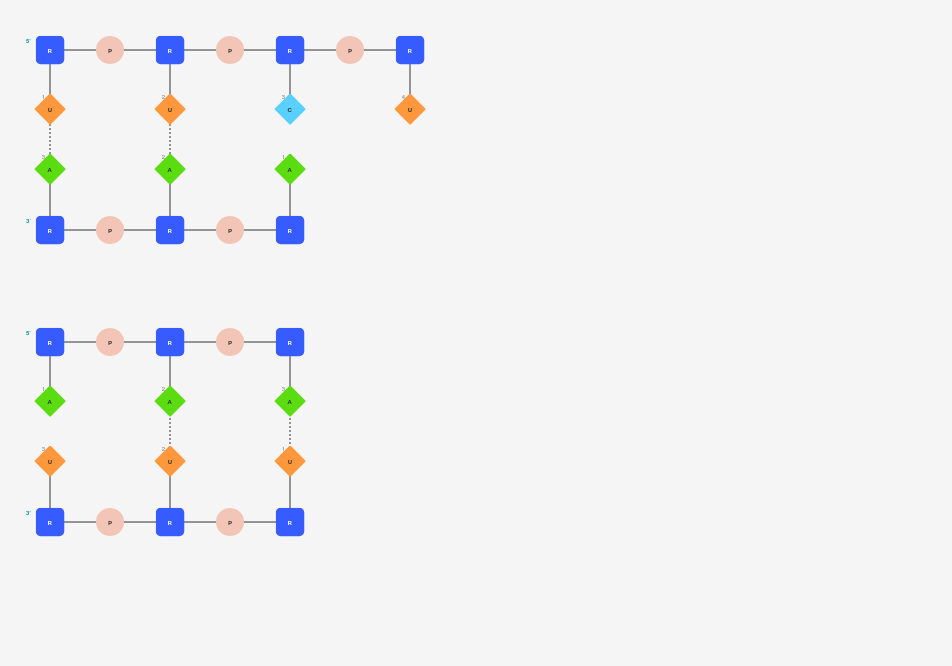 5' R P R P R P R
1 U 2 U 3 C 4 U
3 A 2 A 1 A
3' R P R P R
5' R P R P R
1 A 2 A 3 A
3 U 2 U 1 U
3' R P R P R